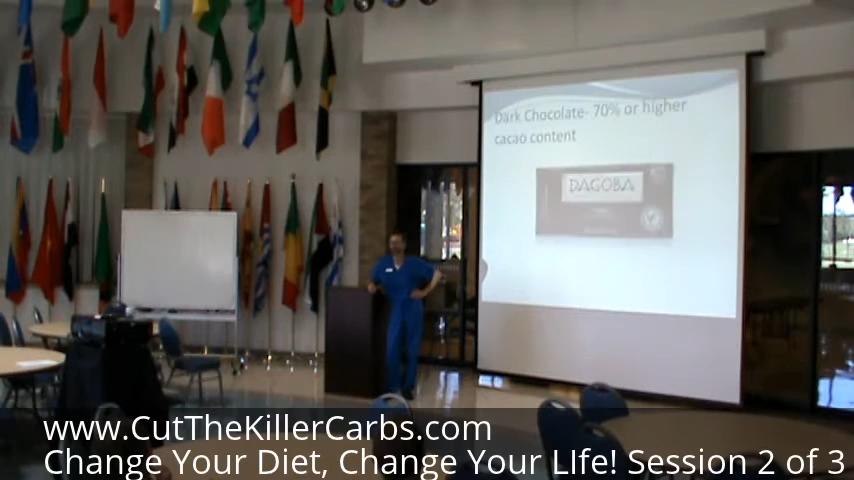 Dark Chocolate- 70% or higher
cacao content
DAGOBA
www.CutTheKillerCarbs.com
Change Your Diet, Change Your LIfe! Session 2 of 3